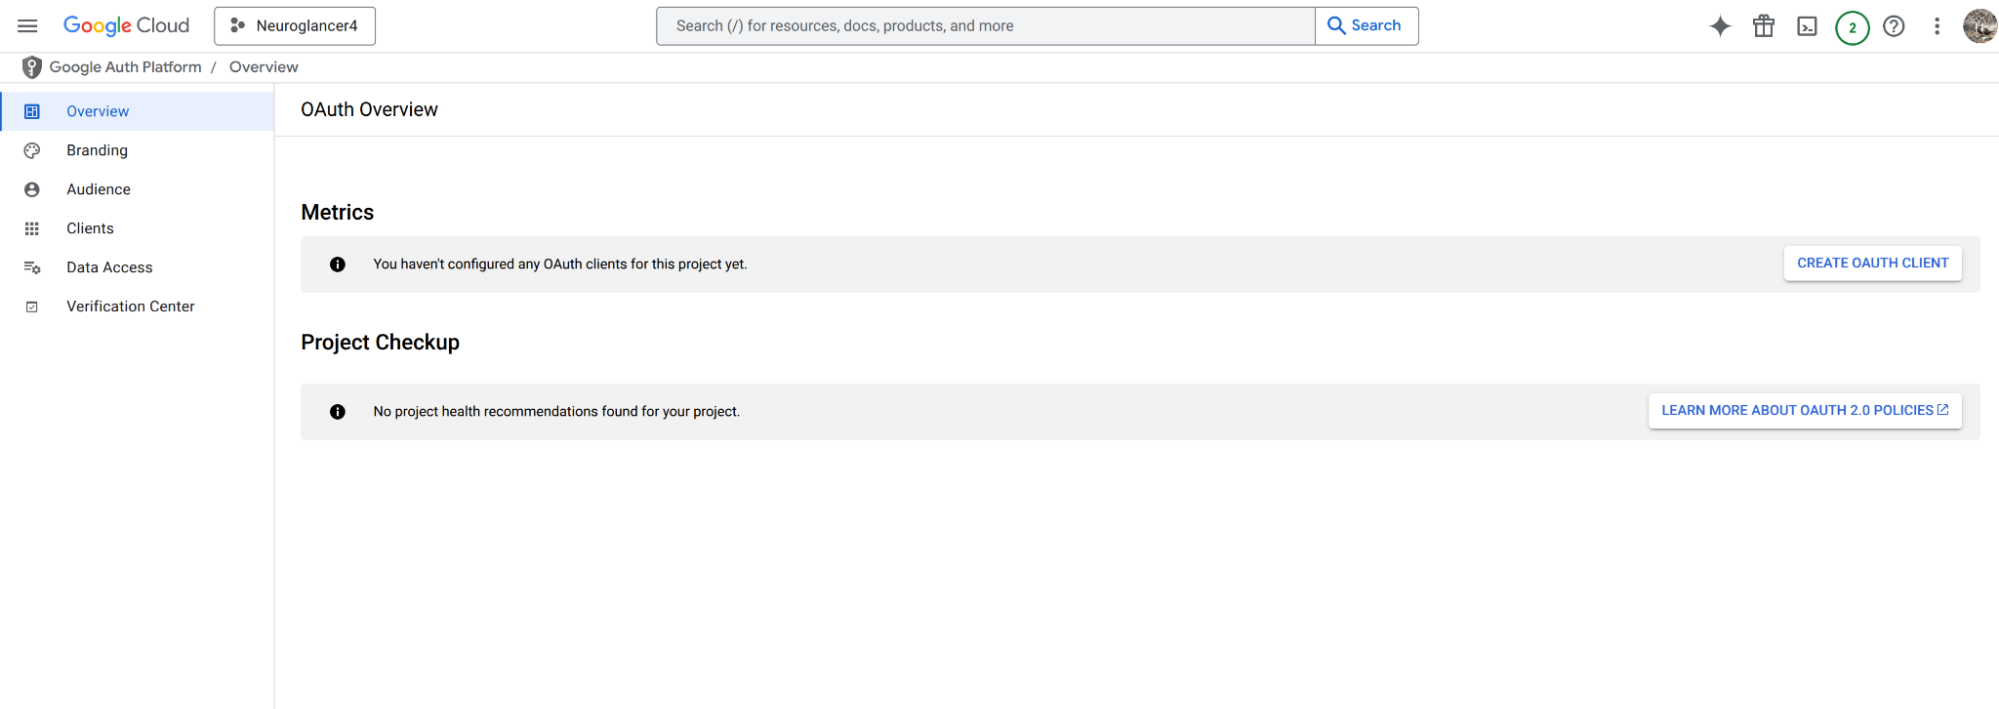 Google Cloud
Neuroglancer4
Search (/) for resources, docs, products, and more
Search
2
Google Auth Platform / Overview
Overview
Branding
Audience
Clients
Data Access
Verification Center
OAuth Overview
Metrics
You haven't configured any OAuth clients for this project yet.
CREATE OAUTH CLIENT
Project Checkup
No project health recommendations found for your project.
LEARN MORE ABOUT OAUTH 2.0 POLICIES